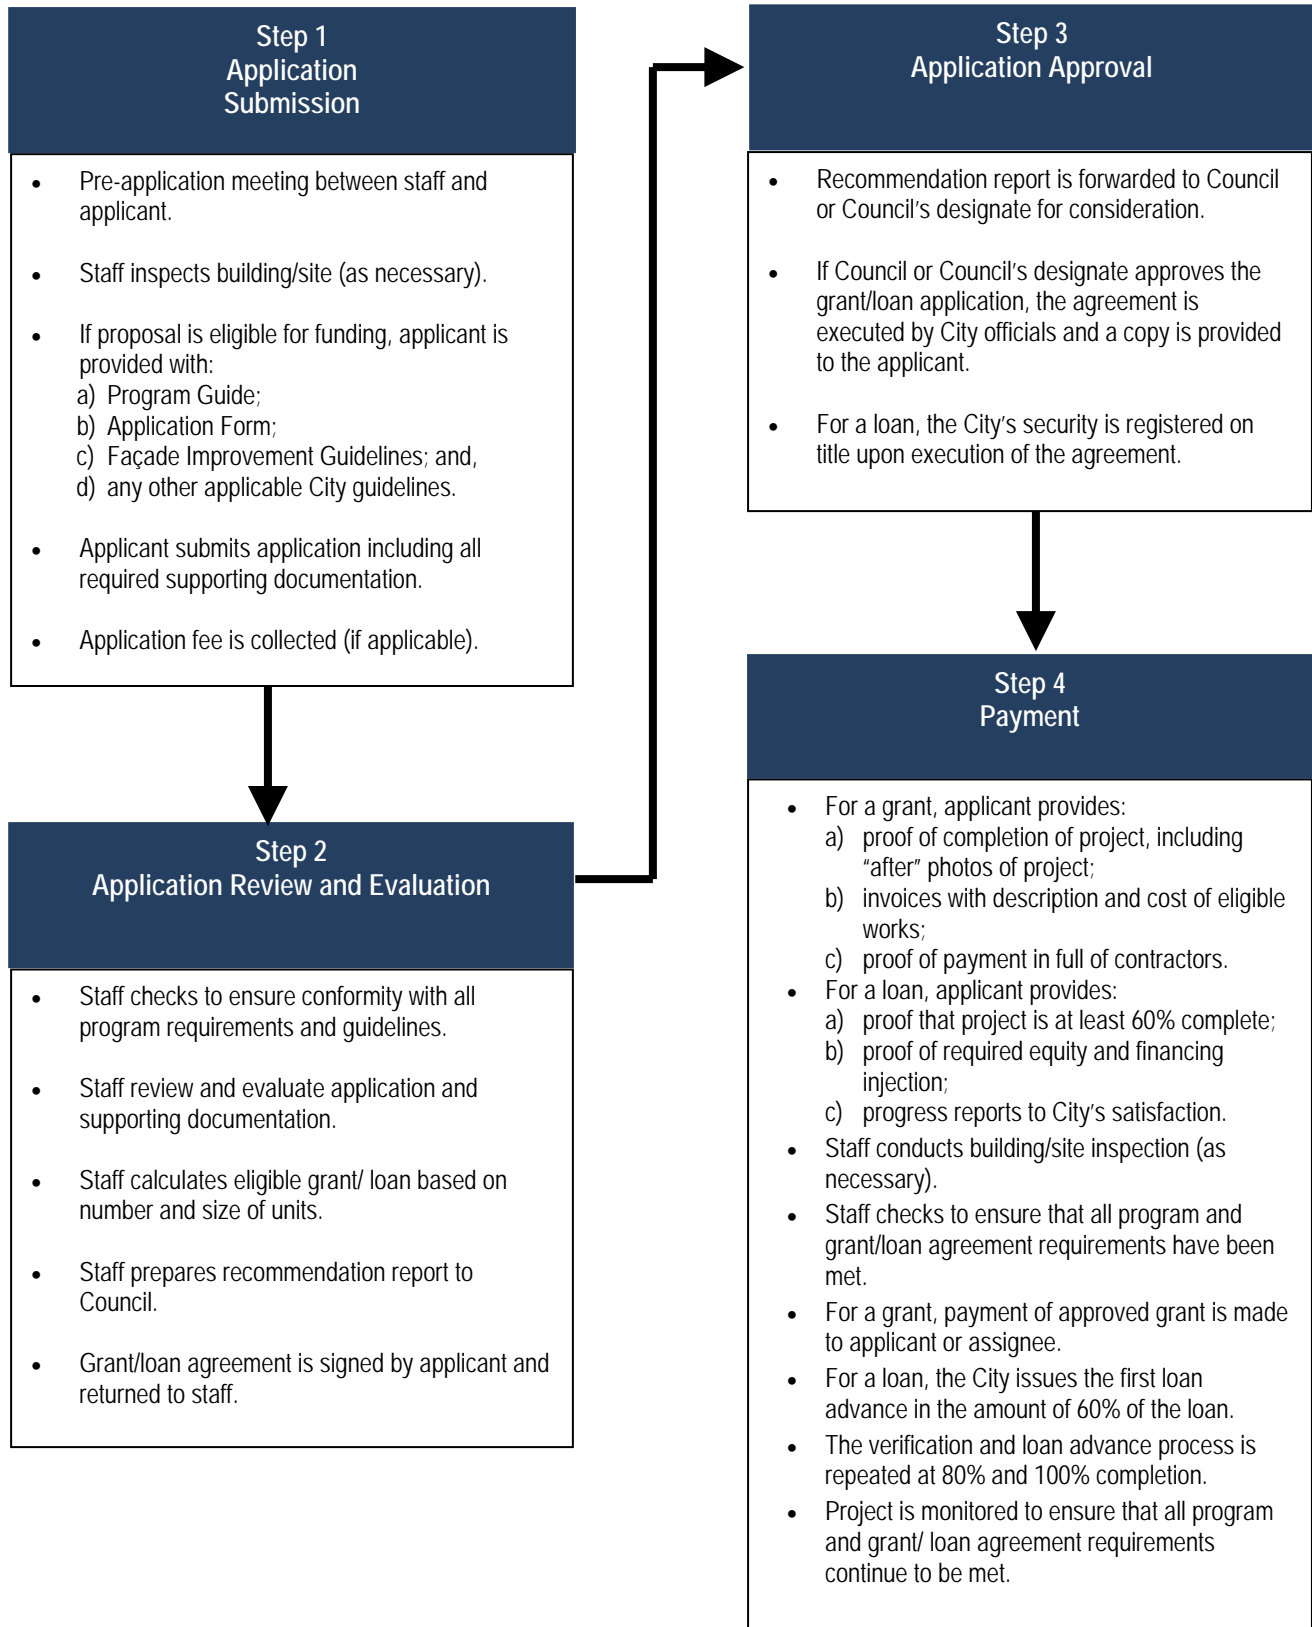 Step 1
Application
Submission
• Pre-application meeting between staff and
applicant.
• Staff inspects building/site (as necessary).
• If proposal is eligible for funding, applicant is
provided with:
a) Program Guide;
b) Application Form;
c) Façade Improvement Guidelines; and,
d) any other applicable City guidelines.
• Applicant submits application including all
required supporting documentation.
• Application fee is collected (if applicable).
Step 2
Application Review and Evaluation
• Staff checks to ensure conformity with all
program requirements and guidelines.
• Staff review and evaluate application and
supporting documentation.
• Staff calculates eligible grant/ loan based on
number and size of units.
• Staff prepares recommendation report to
Council.
• Grant/loan agreement is signed by applicant and
returned to staff.
Step 3
Application Approval
• Recommendation report is forwarded to Council
or Council's designate for consideration.
• If Council or Council's designate approves the
grant/loan application, the agreement is
executed by City officials and a copy is provided
to the applicant.
• For a loan, the City's security is registered on
title upon execution of the agreement.
Step 4
Payment
• For a grant, applicant provides:
a) proof of completion of project, including
“after” photos of project;
b) invoices with description and cost of eligible
works;
c) proof of payment in full of contractors.
• For a loan, applicant provides:
a) proof that project is at least 60% complete;
b) proof of required equity and financing
injection;
c) progress reports to City's satisfaction.
• Staff conducts building/site inspection (as
necessary).
• Staff checks to ensure that all program and
grant/loan agreement requirements have been
met.
• For a grant, payment of approved grant is made
to applicant or assignee.
• For a loan, the City issues the first loan
advance in the amount of 60% of the loan.
• The verification and loan advance process is
repeated at 80% and 100% completion.
• Project is monitored to ensure that all program
and grant/ loan agreement requirements
continue to be met.